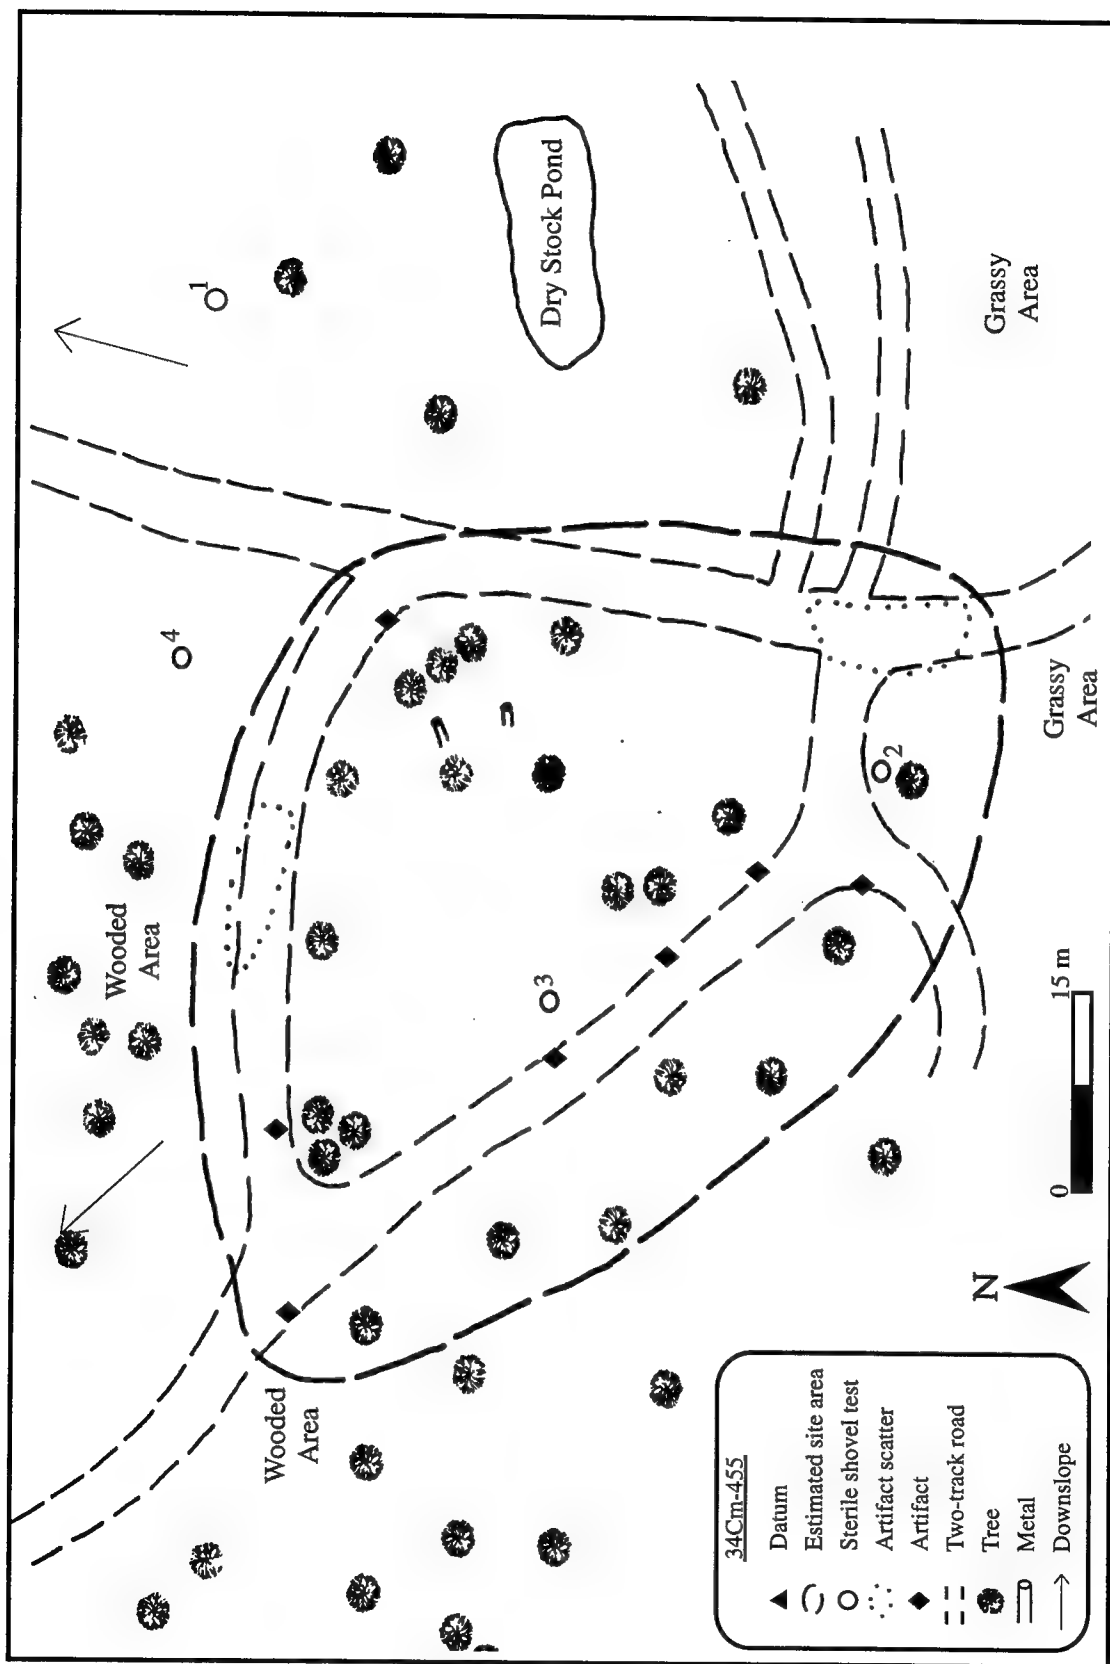 1
4
Dry Stock Pond
Wooded
Area
Grassy
Area
3
2
Grassy
Area
Wooded
Area
0
15 m
N
34Cm-455
Datum
Estimated site area
Sterile shovel test
Artifact scatter
Artifact
Two-track road
Tree
Metal
Downslope